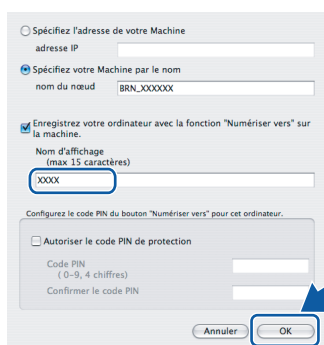 Spécifiez l'adresse de votre Machine
adresse IP
Spécifiez votre Machine par le nom
nom du nœud BRN_XXXXXX
Enregistrez votre ordinateur avec la fonction "Numériser vers" sur
la machine.
Nom d'affichage
(max 15 caractères)
XXXX
Configurez le code PIN du bouton "Numériser vers" pour cet ordinateur.
Autoriser le code PIN de protection
Code PIN
( 0-9, 4 chiffres)
Confirmer le code PIN
Annuler OK